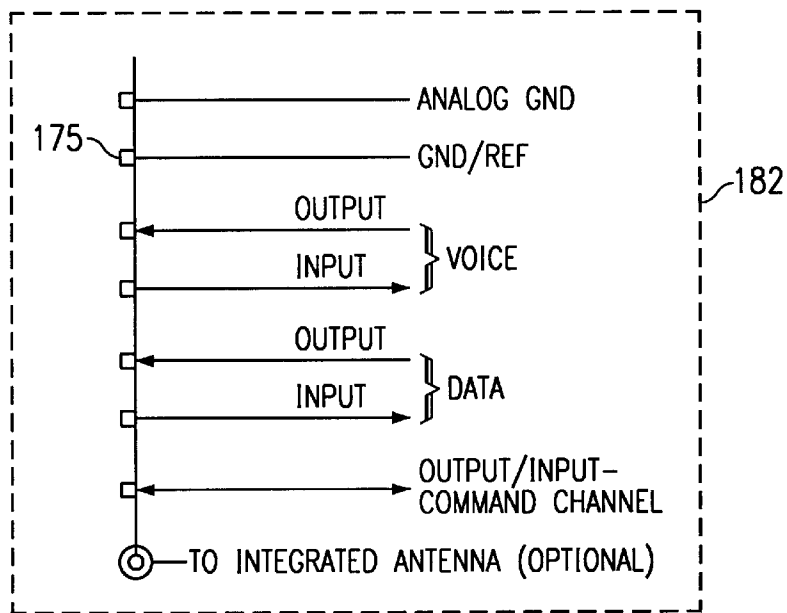 ANALOG GND
175
GND/REF
182
OUTPUT
VOICE
INPUT
OUTPUT
DATA
INPUT
OUTPUT/INPUT-
COMMAND CHANNEL
TO INTEGRATED ANTENNA (OPTIONAL)